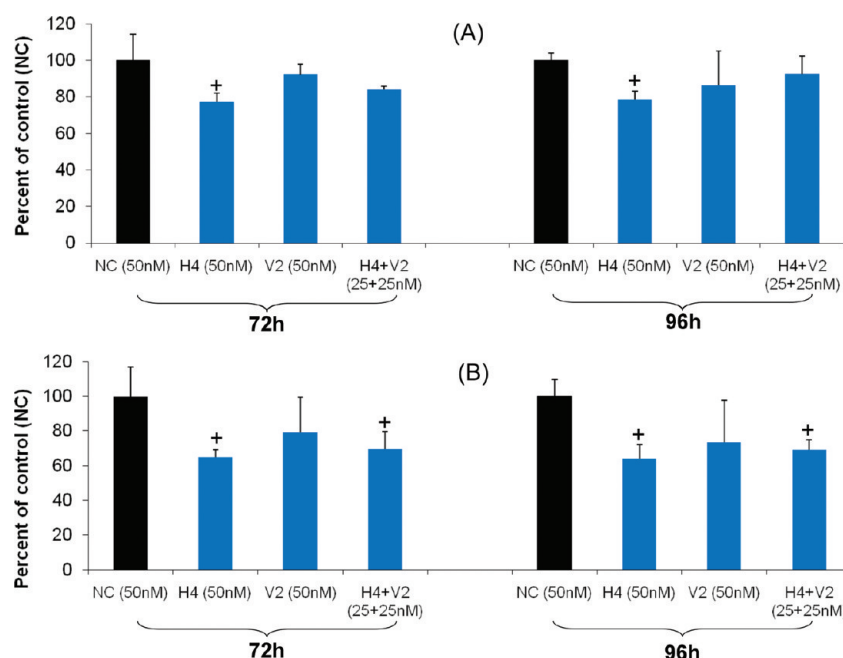 (A)
Percent of control (NC)
120
100
80
60
40
20
0
+
+
NC (50nM) H4 (50nM) V2 (50nM) H4+V2 (25+25nM)
NC (50nM) H4 (50nM) V2 (50nM) H4+V2 (25+25nM)
72h
96h
(B)
Percent of control (NC)
120
100
80
60
40
20
0
+
+
+
+
NC (50nM) H4 (50nM) V2 (50nM) H4+V2 (25+25nM)
NC (50nM) H4 (50nM) V2 (50nM) H4+V2 (25+25nM)
72h
96h